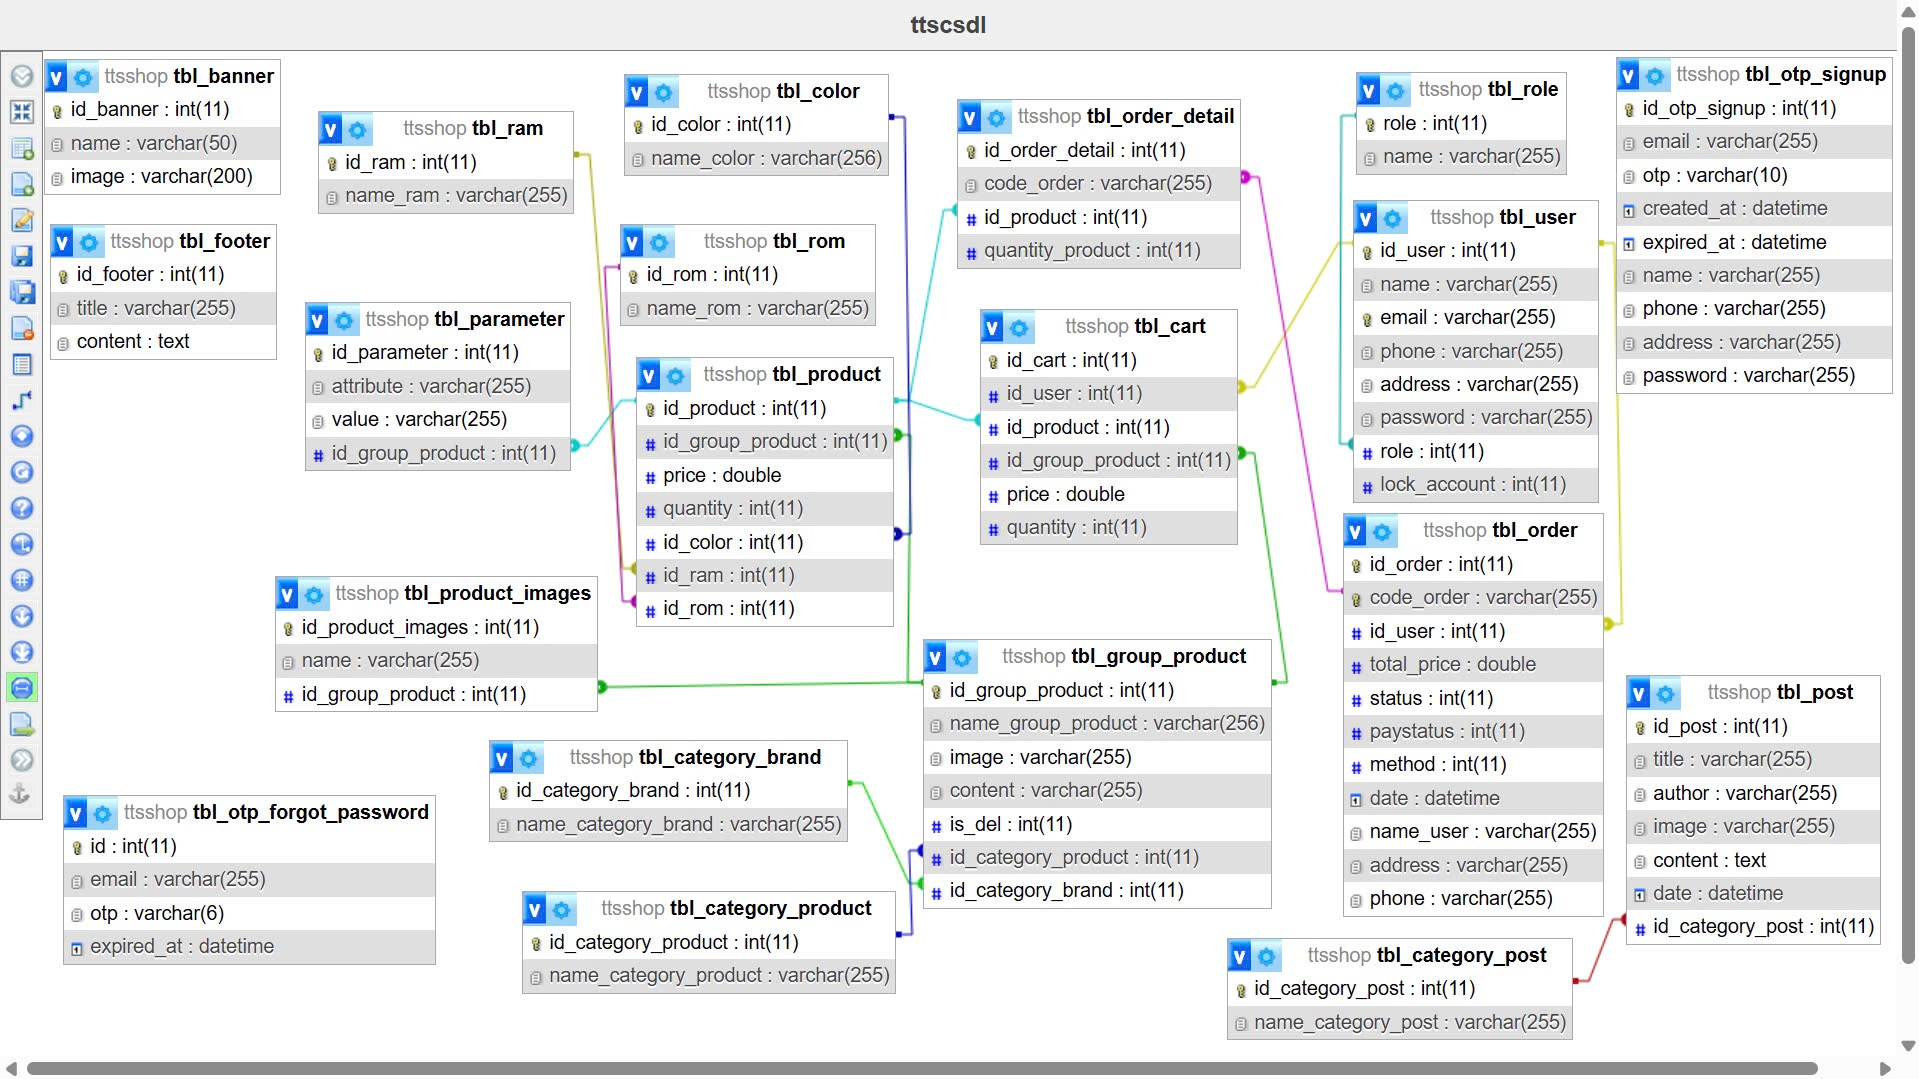 ttscsdl
ttsshop tbl_banner
id_banner : int(11)
name : varchar(50)
image : varchar(200)
ttsshop tbl_footer
id_footer : int(11)
title : varchar(255)
content : text
ttsshop tbl_ram
id_ram : int(11)
name_ram : varchar(255)
ttsshop tbl_parameter
id_parameter : int(11)
attribute : varchar(255)
value : varchar(255)
id_group_product : int(11)
ttsshop tbl_color
id_color : int(11)
name_color : varchar(256)
ttsshop tbl_rom
id_rom : int(11)
name_rom : varchar(255)
ttsshop tbl_product
id_product : int(11)
id_group_product : int(11)
price : double
quantity : int(11)
id_color : int(11)
id_ram : int(11)
id_rom : int(11)
ttsshop tbl_order_detail
id_order_detail : int(11)
code_order : varchar(255)
id_product : int(11)
quantity_product : int(11)
ttsshop tbl_cart
id_cart : int(11)
id_user : int(11)
id_product : int(11)
id_group_product : int(11)
price : double
quantity : int(11)
ttsshop tbl_role
role : int(11)
name : varchar(255)
ttsshop tbl_user
id_user : int(11)
name : varchar(255)
email : varchar(255)
phone : varchar(255)
address : varchar(255)
password : varchar(255)
role : int(11)
lock_account : int(11)
ttsshop tbl_otp_signup
id_otp_signup : int(11)
email : varchar(255)
otp : varchar(10)
created_at : datetime
expired_at : datetime
name : varchar(255)
phone : varchar(255)
address : varchar(255)
password : varchar(255)
ttsshop tbl_product_images
id_product_images : int(11)
name : varchar(255)
id_group_product : int(11)
ttsshop tbl_group_product
id_group_product : int(11)
name_group_product : varchar(256)
image : varchar(255)
content : varchar(255)
is_del : int(11)
id_category_product : int(11)
id_category_brand : int(11)
ttsshop tbl_order
id_order : int(11)
code_order : varchar(255)
id_user : int(11)
total_price : double
status : int(11)
paystatus : int(11)
method : int(11)
date : datetime
name_user : varchar(255)
address : varchar(255)
phone : varchar(255)
ttsshop tbl_post
id_post : int(11)
title : varchar(255)
author : varchar(255)
image : varchar(255)
content : text
date : datetime
id_category_post : int(11)
ttsshop tbl_category_brand
id_category_brand : int(11)
name_category_brand : varchar(255)
ttsshop tbl_otp_forgot_password
id : int(11)
email : varchar(255)
otp : varchar(6)
expired_at : datetime
ttsshop tbl_category_product
id_category_product : int(11)
name_category_product : varchar(255)
ttsshop tbl_category_post
id_category_post : int(11)
name_category_post : varchar(255)